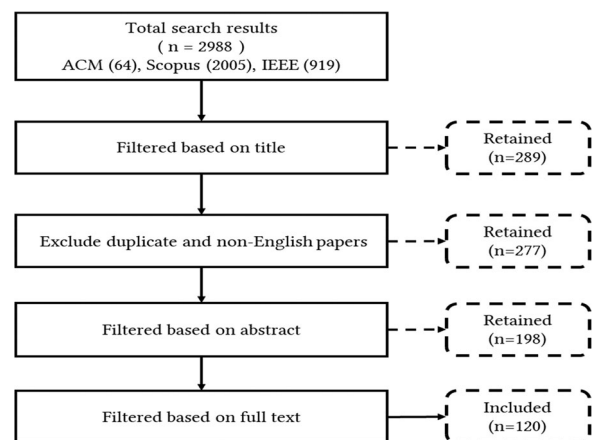 Total search results
( n = 2988 )
ACM (64), Scopus (2005), IEEE (919)
Filtered based on title
Retained
(n=289)
Exclude duplicate and non-English papers
Retained
(n=277)
Filtered based on abstract
Retained
(n=198)
Filtered based on full text
Included
(n=120)